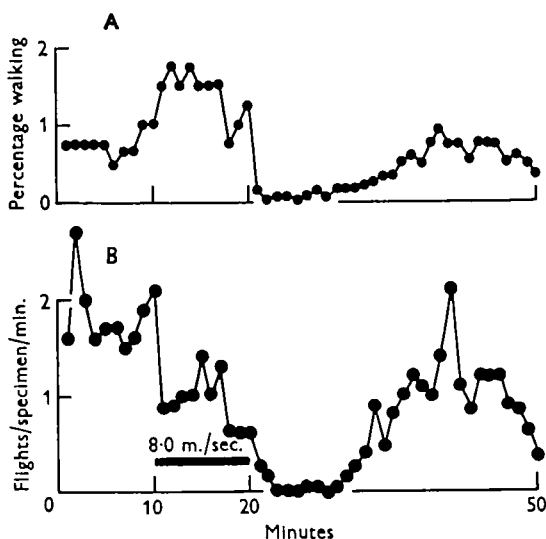 A
Percentage walking
2
1
0
B
Flights/specimen/min.
2
1
0
8·0 m./sec.
10
20
50
Minutes